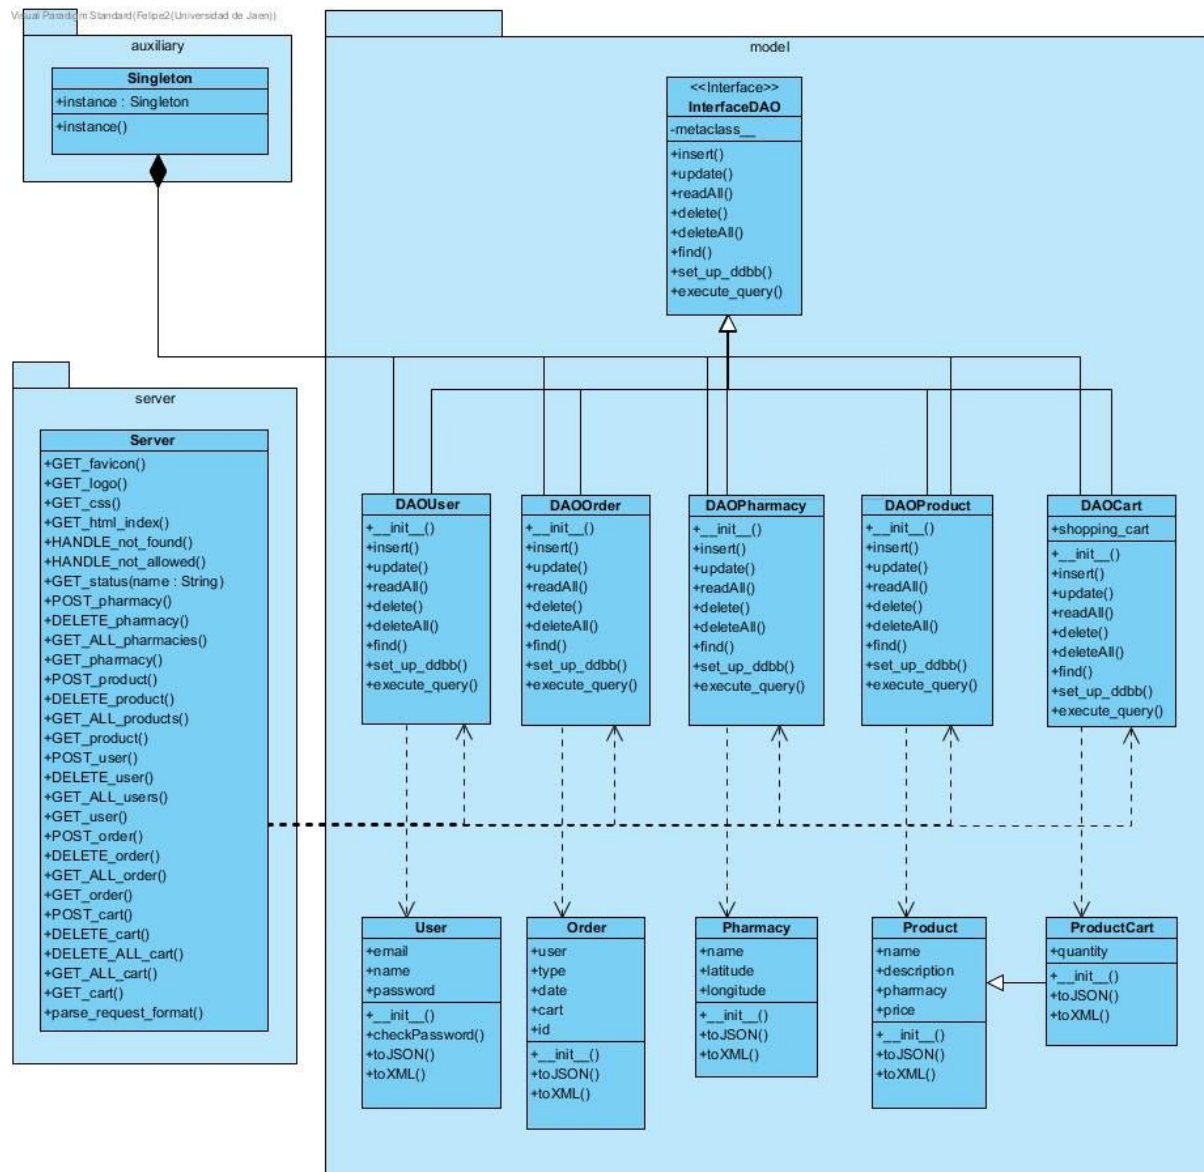 Visual Paradigm Standard(Felipe2(Universidad de Jaen))
auxiliary
Singleton
+instance : Singleton
+instance()
model
<<Interface>>
InterfaceDAO
-metaclass__
+insert()
+update()
+readAll()
+delete()
+deleteAll()
+find()
+set_up_ddbb()
+execute_query()
server
Server
+GET_favicon()
+GET_logo()
+GET_css()
+GET_html_index()
+HANDLE_not_found()
+HANDLE_not_allowed()
+GET_status(name : String)
+POST_pharmacy()
+DELETE_pharmacy()
+GET_ALL_pharmacies()
+GET_pharmacy()
+POST_product()
+DELETE_product()
+GET_ALL_products()
+GET_product()
+POST_user()
+DELETE_user()
+GET_ALL_users()
+GET_user()
+POST_order()
+DELETE_order()
+GET_ALL_order()
+GET_order()
+POST_cart()
+DELETE_cart()
+DELETE_ALL_cart()
+GET_ALL_cart()
+GET_cart()
+parse_request_format()
DAOUser
+__init__()
+insert()
+update()
+readAll()
+delete()
+deleteAll()
+find()
+set_up_ddbb()
+execute_query()
DAOOrder
+__init__()
+insert()
+update()
+readAll()
+delete()
+deleteAll()
+find()
+set_up_ddbb()
+execute_query()
DAOPharmacy
+__init__()
+insert()
+update()
+readAll()
+delete()
+deleteAll()
+find()
+set_up_ddbb()
+execute_query()
DAOProduct
+__init__()
+insert()
+update()
+readAll()
+delete()
+deleteAll()
+find()
+set_up_ddbb()
+execute_query()
DAOCart
+shopping_cart
+__init__()
+insert()
+update()
+readAll()
+delete()
+deleteAll()
+find()
+set_up_ddbb()
+execute_query()
User
+email
+name
+password
+__init__()
+checkPassword()
+toJSON()
+toXML()
Order
+user
+type
+date
+cart
+id
+__init__()
+toJSON()
+toXML()
Pharmacy
+name
+latitude
+longitude
+__init__()
+toJSON()
+toXML()
Product
+name
+description
+pharmacy
+price
+__init__()
+toJSON()
+toXML()
ProductCart
+quantity
+__init__()
+toJSON()
+toXML()